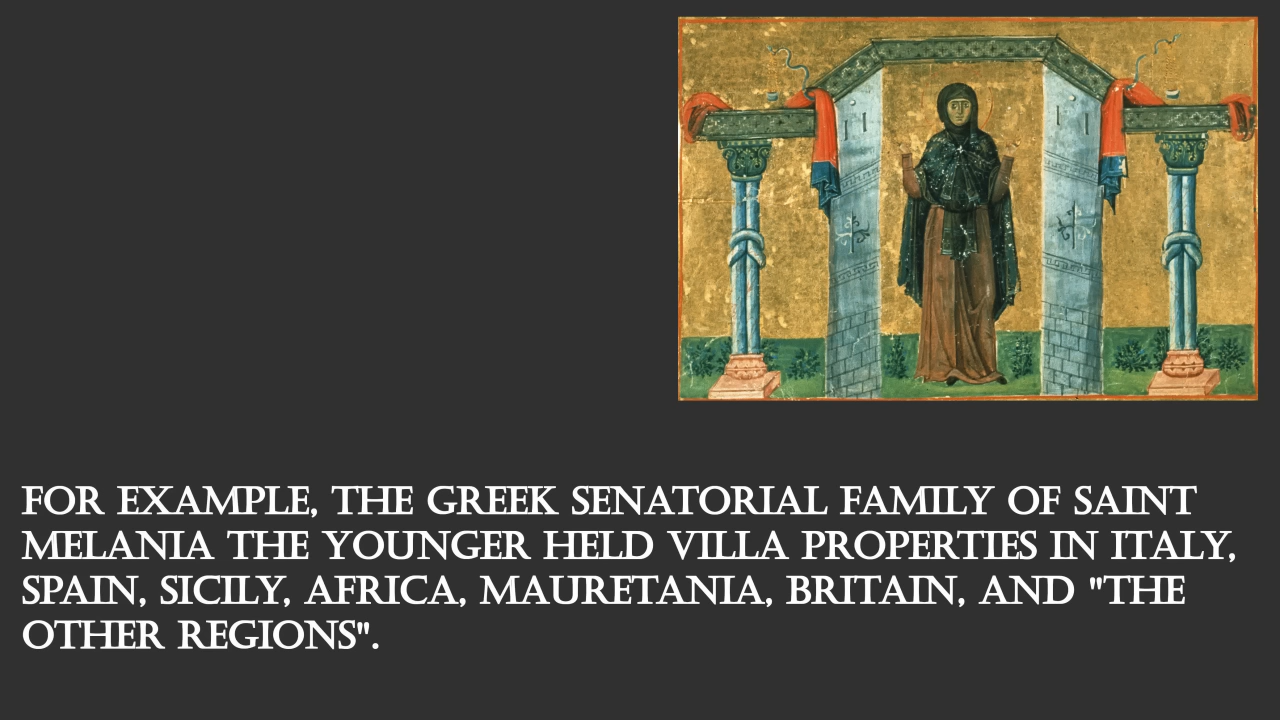 FOR EXAMPLE, THE GREEK SENATORIAL FAMILY OF SAINT
MELANIA THE YOUNGER HELD VILLA PROPERTIES IN ITALY,
SPAIN, SICILY, AFRICA, MAURETANIA, BRITAIN, AND "THE
OTHER REGIONS".